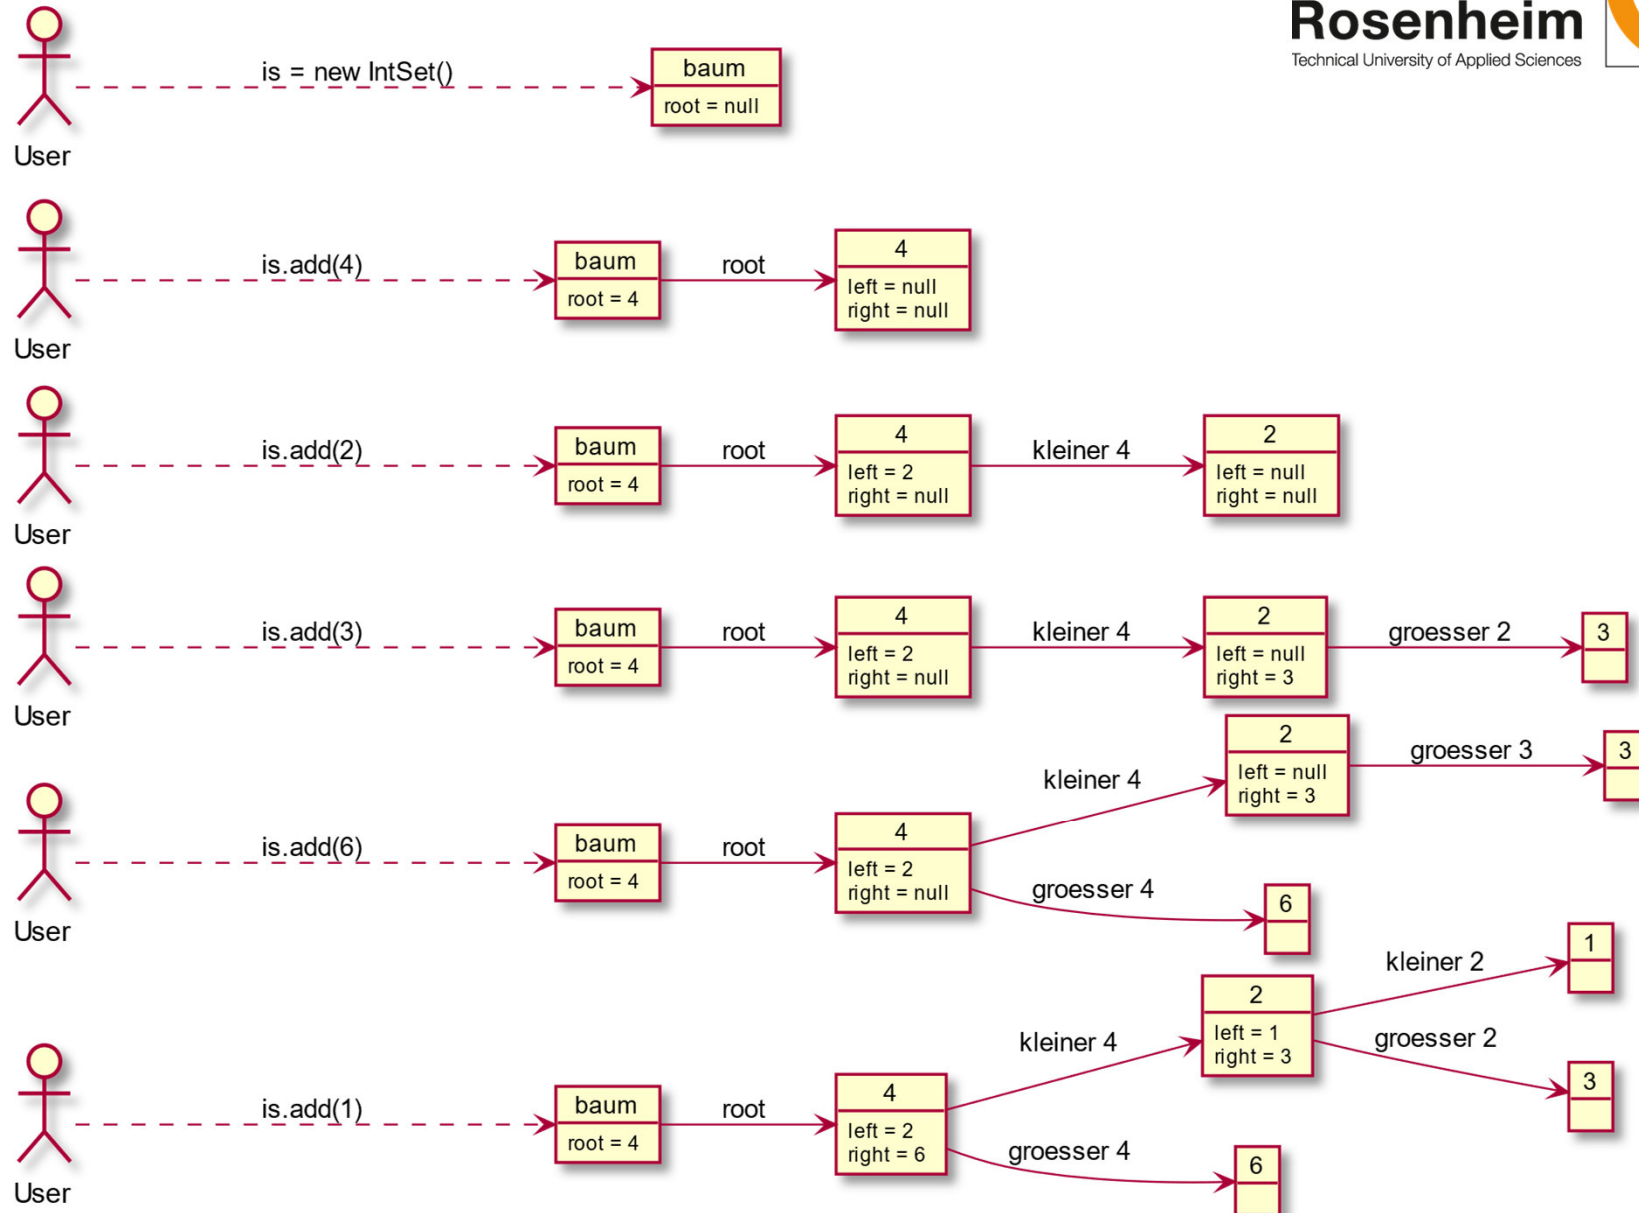 Rosenheim
Technical University of Applied Sciences
User
is = new IntSet()
baum
root = null
User
is.add(4)
baum
root = 4
root
4
left = null
right = null
User
is.add(2)
baum
root = 4
root
4
left = 2
right = null
kleiner 4
2
left = null
right = null
User
is.add(3)
baum
root = 4
root
4
left = 2
right = null
kleiner 4
2
left = null
right = 3
groesser 2
3
User
is.add(6)
baum
root = 4
root
4
left = 2
right = null
kleiner 4
2
left = null
right = 3
groesser 3
3
groesser 4
6
User
is.add(1)
baum
root = 4
root
4
left = 2
right = 6
kleiner 4
2
left = 1
right = 3
kleiner 2
1
groesser 2
3
groesser 4
6